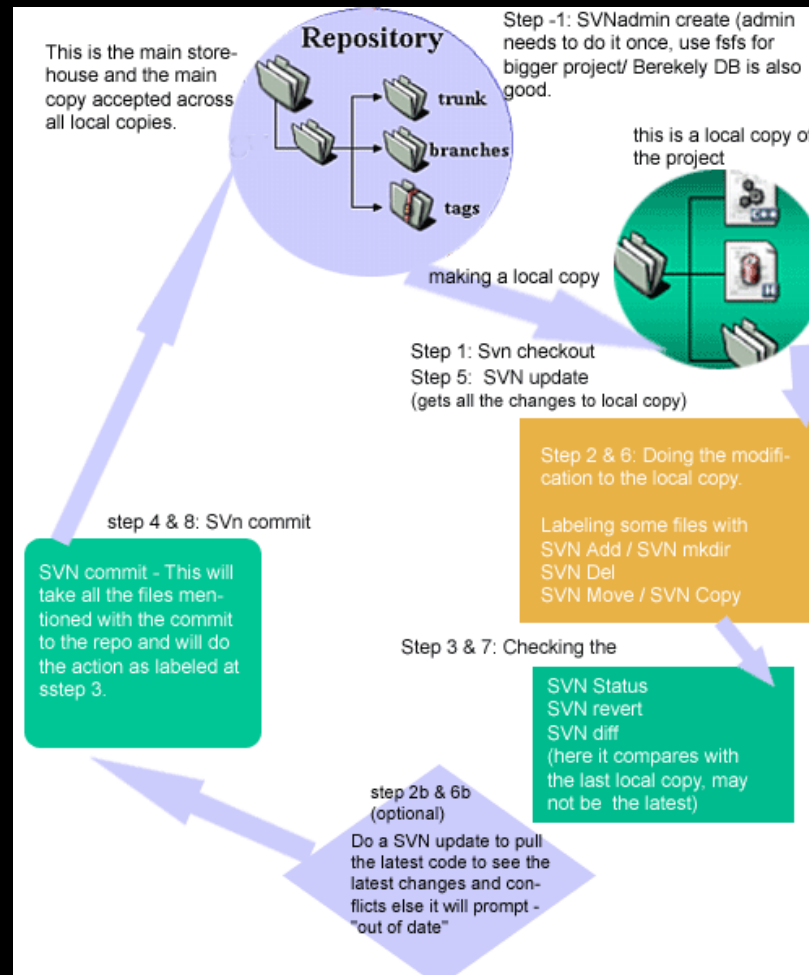 This is the main store-
house and the main
copy accepted across
all local copies.
Repository
trunk
branches
tags
Step -1: SVNadmin create (admin
needs to do it once, use fsfs for
bigger project/ Berekely DB is also
good.
this is a local copy of
the project
C++
H
making a local copy
Step 1: Svn checkout
Step 5: SVN update
(gets all the changes to local copy)
Step 2 & 6: Doing the modifi-
cation to the local copy.
Labeling some files with
SVN Add / SVN mkdir
SVN Del
SVN Move / SVN Copy
Step 3 & 7: Checking the
SVN Status
SVN revert
SVN diff
(here it compares with
the last local copy, may
not be the latest)
step 2b & 6b
(optional)
Do a SVN update to pull
the latest code to see the
latest changes and con-
flicts else it will prompt -
"out of date"
step 4 & 8: SVn commit
SVN commit - This will
take all the files men-
tioned with the commit
to the repo and will do
the action as labeled at
sstep 3.